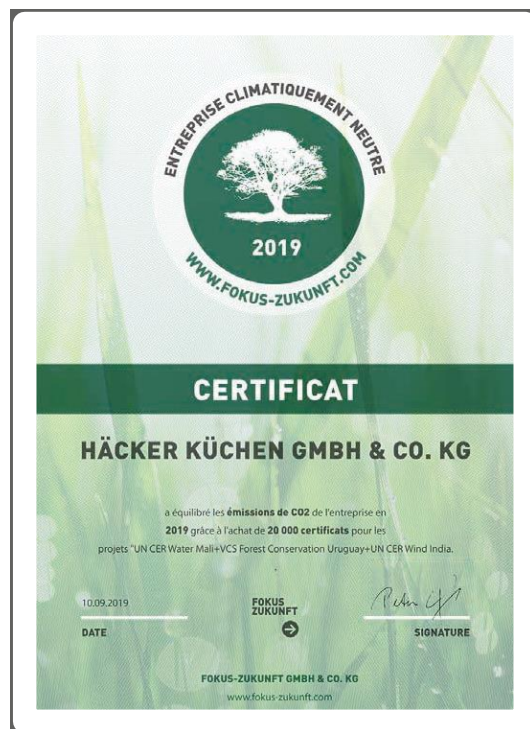 ENTREPRISE CLIMATIQUEMENT NEUTRE
2019
WWW.FOKUS-ZUKUNFT.COM
CERTIFICAT
HÄCKER KÜCHEN GMBH & CO. KG
a équilibré les émissions de CO2 de l'entreprise en
2019 grâce à l'achat de 20 000 certificats pour les
projets "UN CER Water Mali+VCS Forest Conservation Uruguay+UN CER Wind India.
10.09.2019
FOKUS
ZUKUNFT
DATE
SIGNATURE
FOKUS-ZUKUNFT GMBH & CO. KG
www.fokus-zukunft.com